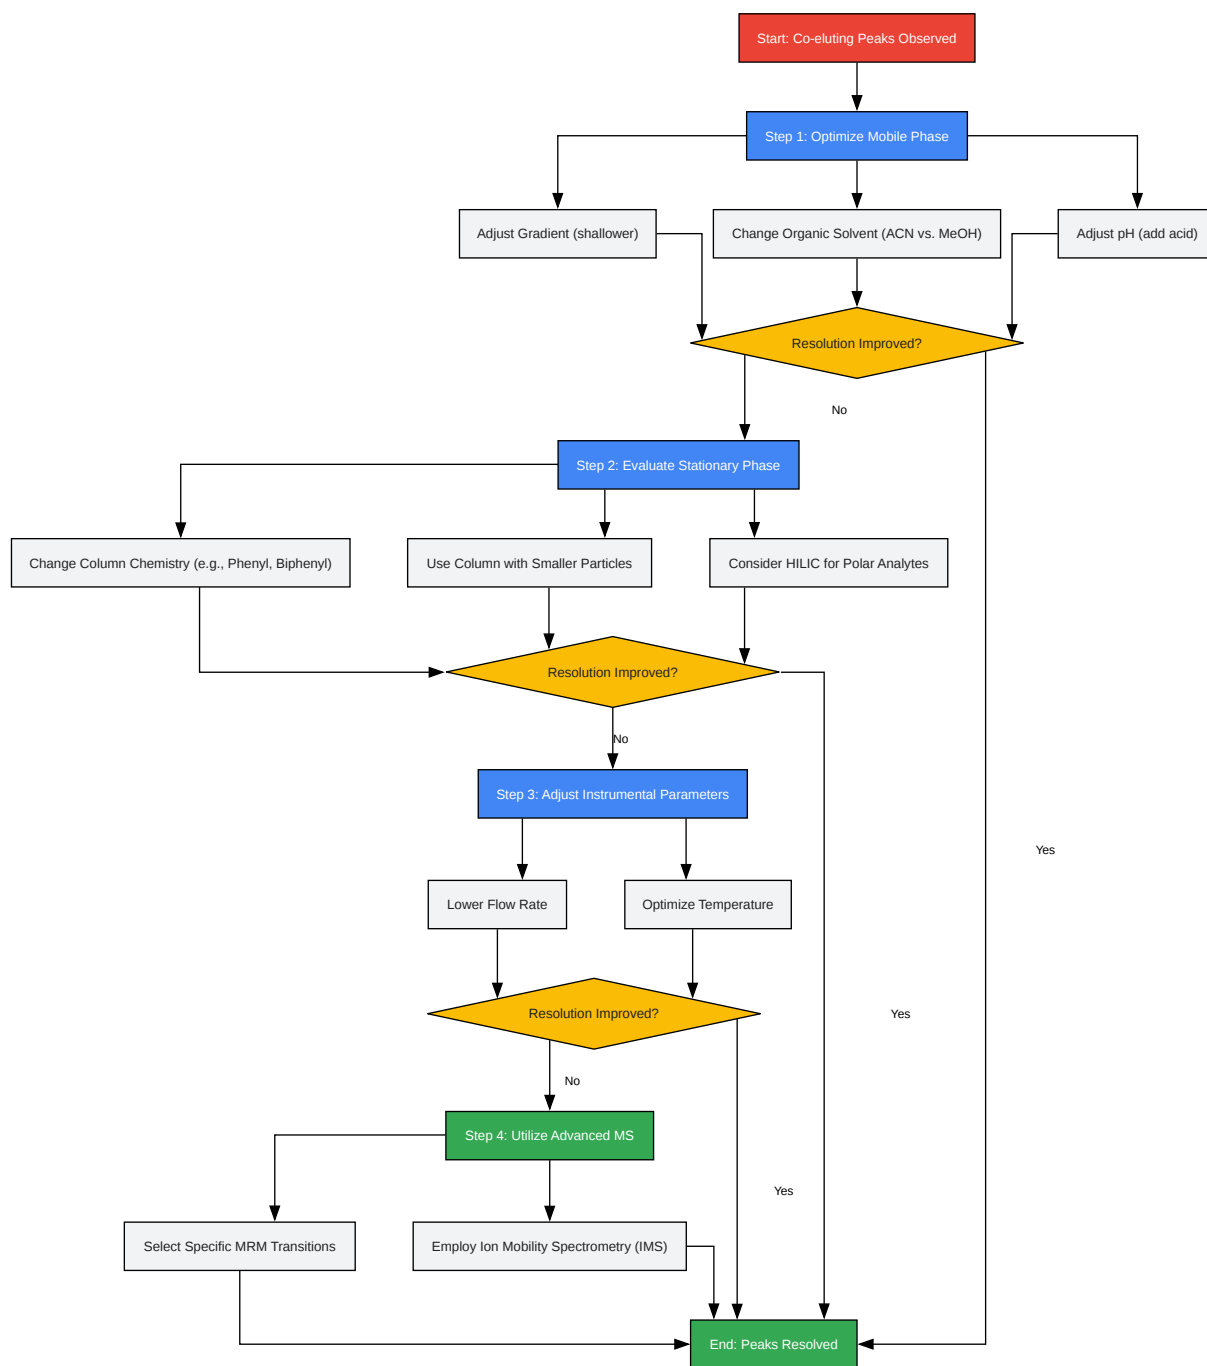 Start: Co-eluting Peaks Observed
Step 1: Optimize Mobile Phase
Adjust Gradient (shallower)
Change Organic Solvent (ACN vs. MeOH)
Adjust pH (add acid)
Resolution Improved?
No
Step 2: Evaluate Stationary Phase
Change Column Chemistry (e.g., Phenyl, Biphenyl)
Use Column with Smaller Particles
Consider HILIC for Polar Analytes
Resolution Improved?
No
Step 3: Adjust Instrumental Parameters
Yes
Lower Flow Rate
Optimize Temperature
Resolution Improved?
Yes
No
Step 4: Utilize Advanced MS
Yes
Select Specific MRM Transitions
Employ Ion Mobility Spectrometry (IMS)
End: Peaks Resolved